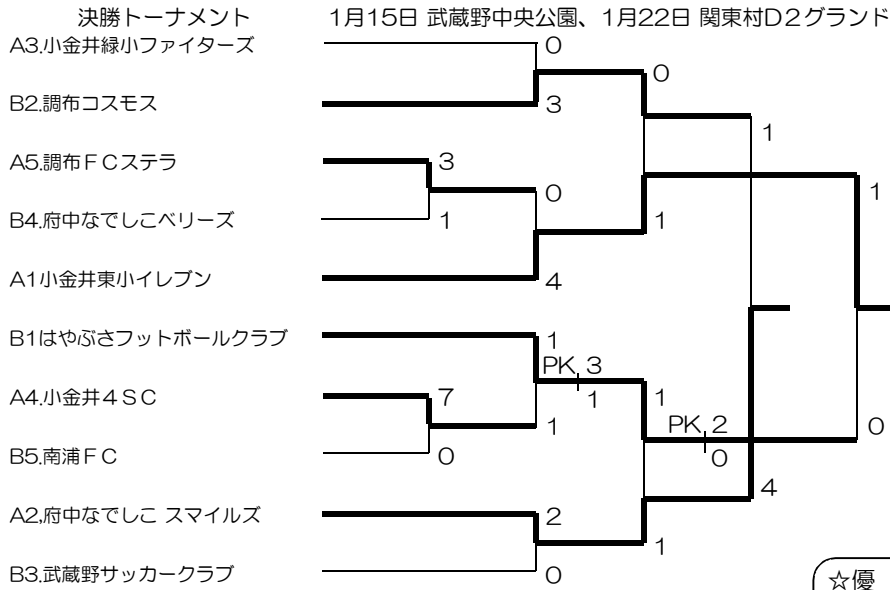 決勝トーナメント 1月15日 武蔵野中央公園、1月22日 関東村D2グランド
A3.小金井緑小ファイターズ
0
0
B2.調布コスモス
3
1
A5.調布FCステラ
3
0
1
B4.府中なでしこベリーズ
1
1
A1小金井東小イレブン
4
B1はやぶさフットボールクラブ
1
PK 3
1
A4.小金井4SC
7
1
1
PK 2
0
0
B5.南浦FC
0
4
A2,府中なでしこ スマイルズ
2
1
B3.武蔵野サッカークラブ
0
☆優